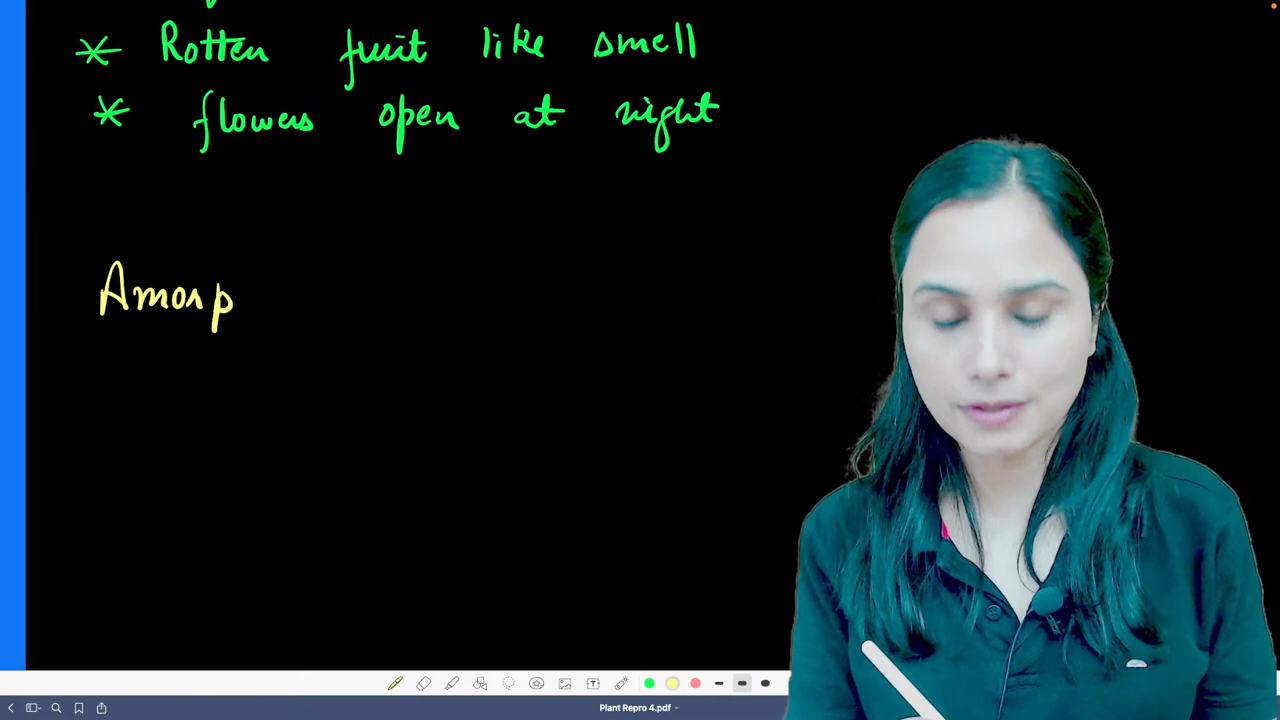 * Rotten fruit like smell
* flowers open at night
Amorp
Plant Repro 4.pdf